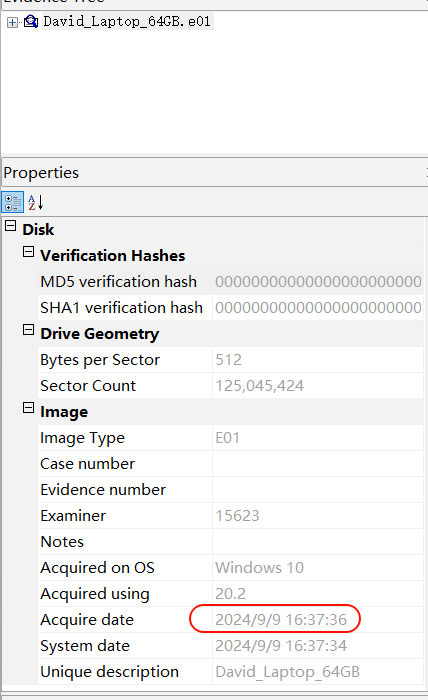 Evidence Tree
David_Laptop_64GB.e01
Properties
Disk
Verification Hashes
MD5 verification hash 00000000000000000000000
SHA1 verification hash 00000000000000000000000
Drive Geometry
Bytes per Sector 512
Sector Count 125,045,424
Image
Image Type E01
Case number
Evidence number
Examiner 15623
Notes
Acquired on OS Windows 10
Acquired using 20.2
Acquire date 2024/9/9 16:37:36
System date 2024/9/9 16:37:34
Unique description David_Laptop_64GB